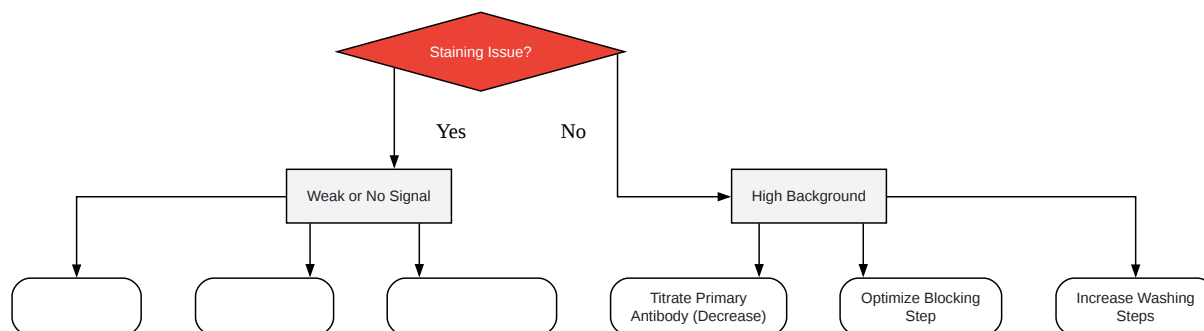 Staining Issue?
Yes
No
Weak or No Signal
High Background
Titrate Primary
Antibody (Decrease)
Optimize Blocking
Step
Increase Washing
Steps